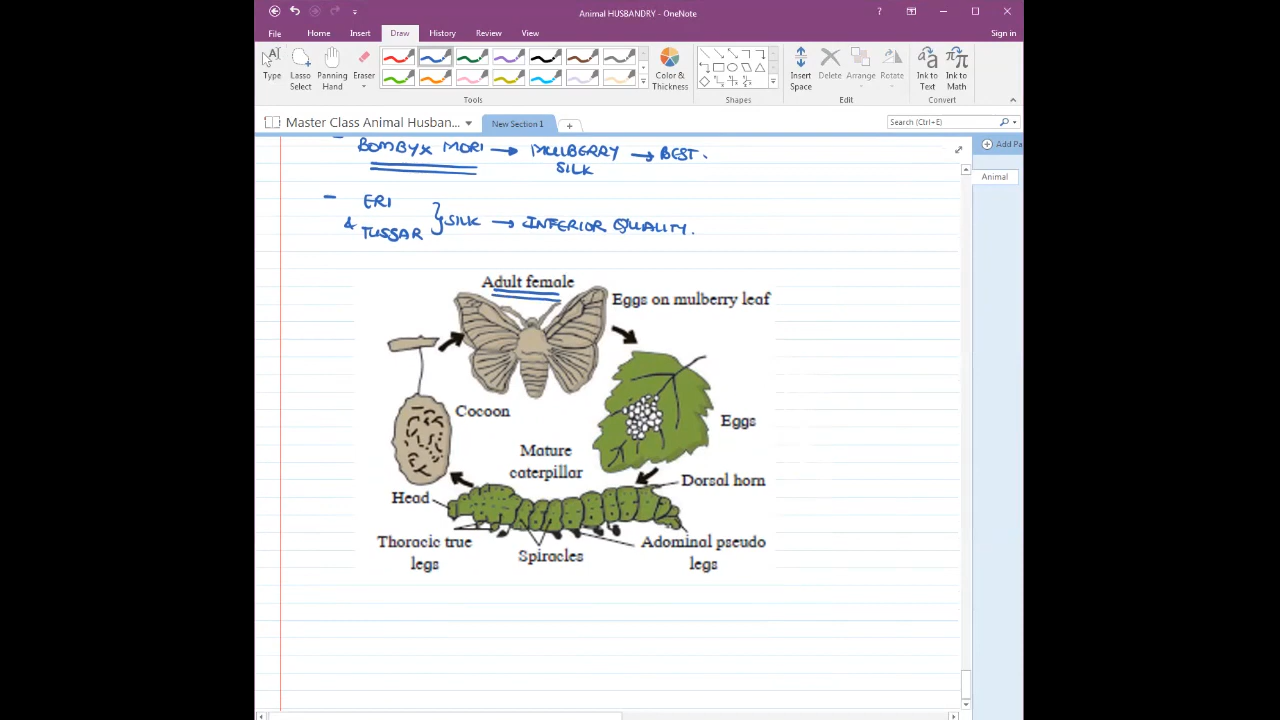 Animal HUSBANDRY - OneNote
?
Sign in
File Home Insert Draw History Review View
Type
Lasso Select
Panning Hand
Eraser
Color & Thickness
Insert Space
Delete
Arrange
Rotate
Ink to Text
Ink to Math
Tools
Shapes
Edit
Convert
Master Class Animal Husban...
New Section 1
Search (Ctrl+E)
Add Pa
Animal
- BOMBYX MORI → MULBERRY SILK → BEST.
- ERI & TUSSAR } SILK → INFERIOR QUALITY.
Adult female
Eggs on mulberry leaf
Cocoon
Eggs
Mature
caterpillar
Dorsal horn
Head
Thoracic true
legs
Spiracles
Adominal pseudo
legs